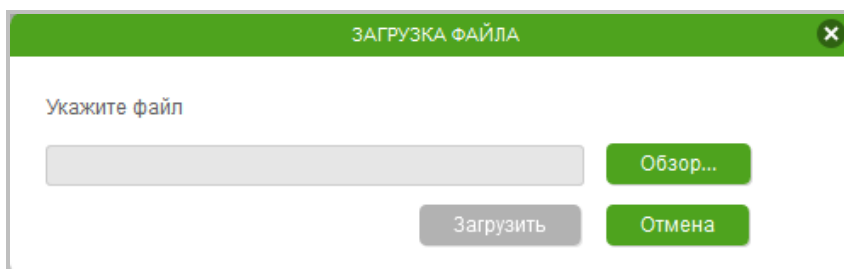 ЗАГРУЗКА ФАЙЛА
Укажите файл
Обзор...
Загрузить Отмена